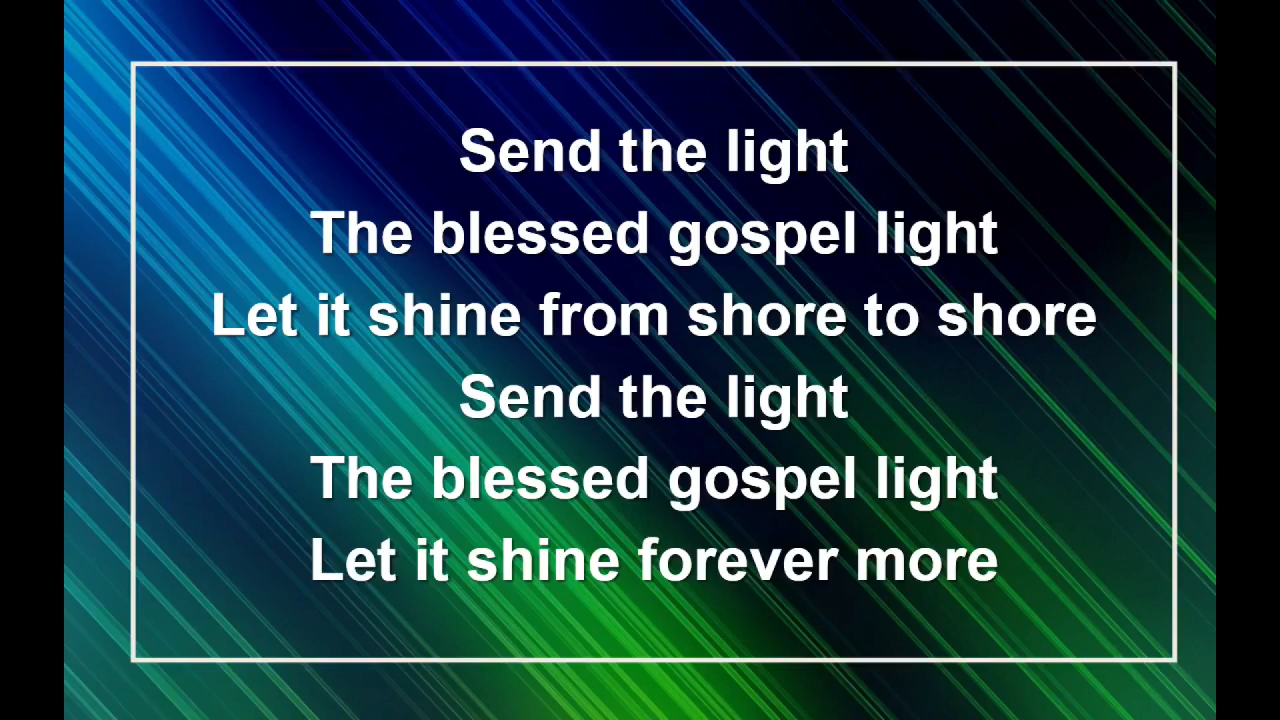 Send the light
The blessed gospel light
Let it shine from shore to shore
Send the light
The blessed gospel light
Let it shine forever more